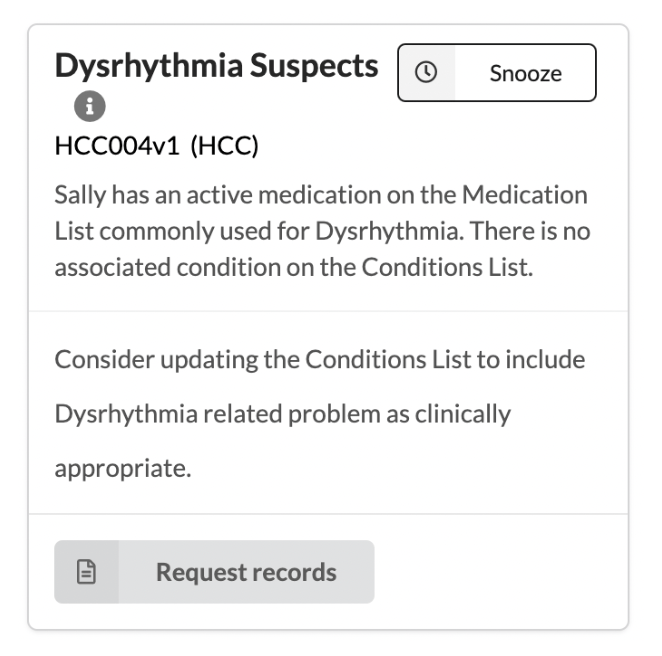 Dysrhythmia Suspects
Snooze
HCC004v1 (HCC)
Sally has an active medication on the Medication
List commonly used for Dysrhythmia. There is no
associated condition on the Conditions List.
Consider updating the Conditions List to include
Dysrhythmia related problem as clinically
appropriate.
Request records